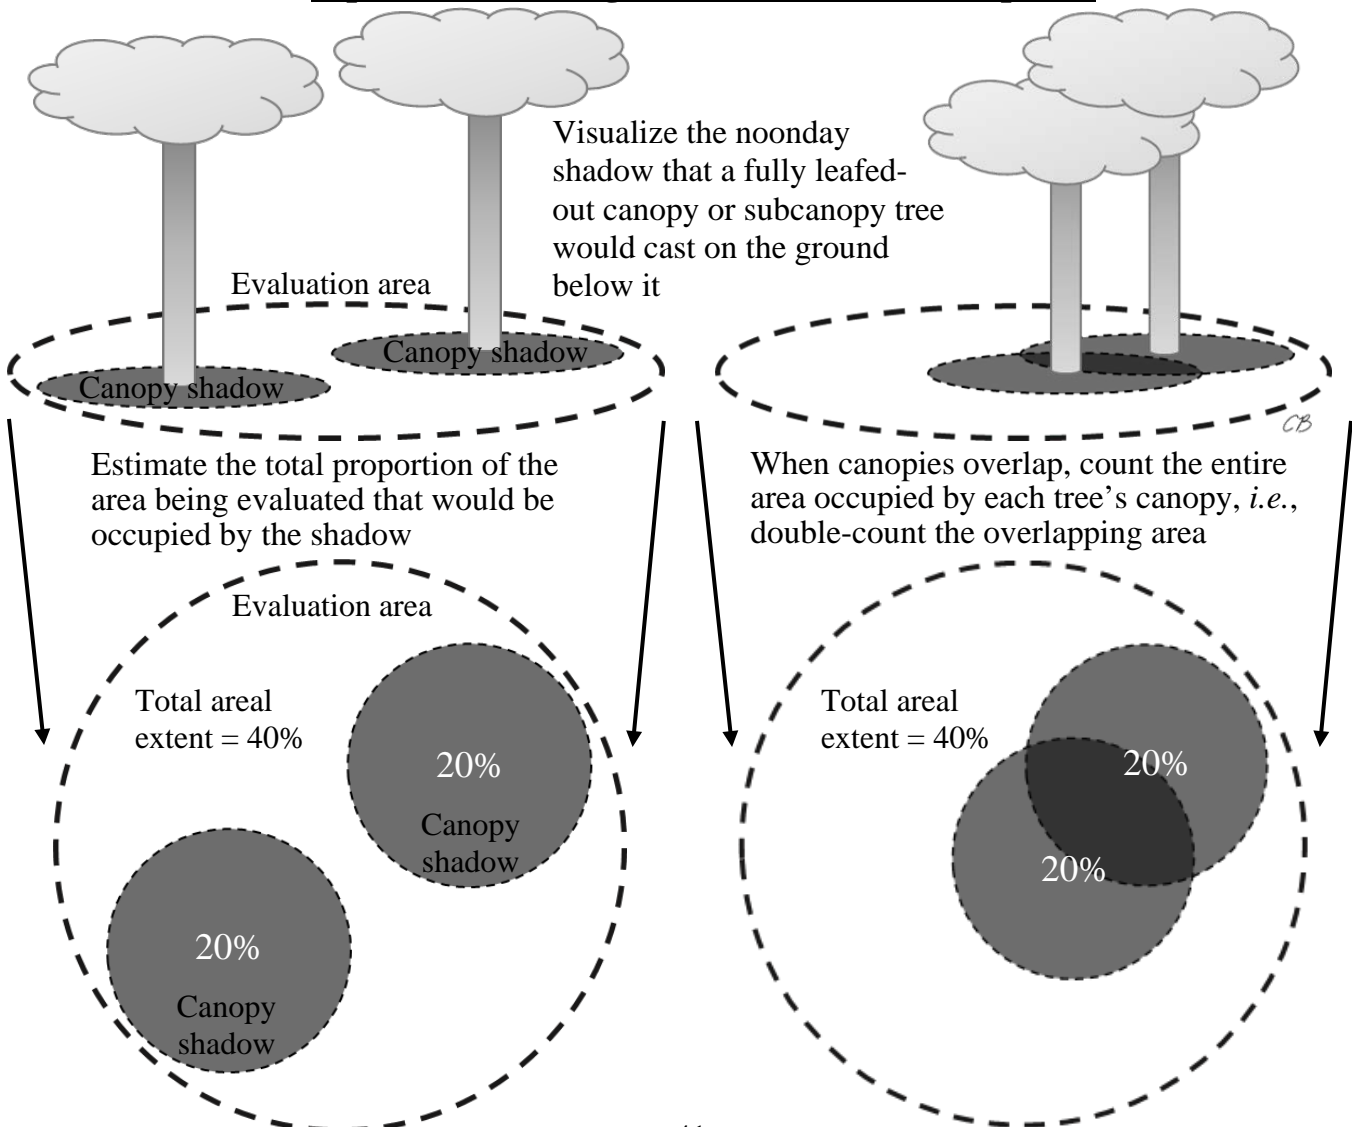 Visualize the noonday
shadow that a fully leafed-
out canopy or subcanopy tree
would cast on the ground
below it
Evaluation area
Canopy shadow
Canopy shadow
CB
Estimate the total proportion of the
area being evaluated that would be
occupied by the shadow
When canopies overlap, count the entire
area occupied by each tree’s canopy, i.e.,
double-count the overlapping area
Evaluation area
Total areal
extent = 40%
20%
Canopy
shadow
20%
Canopy
shadow
Total areal
extent = 40%
20%
20%